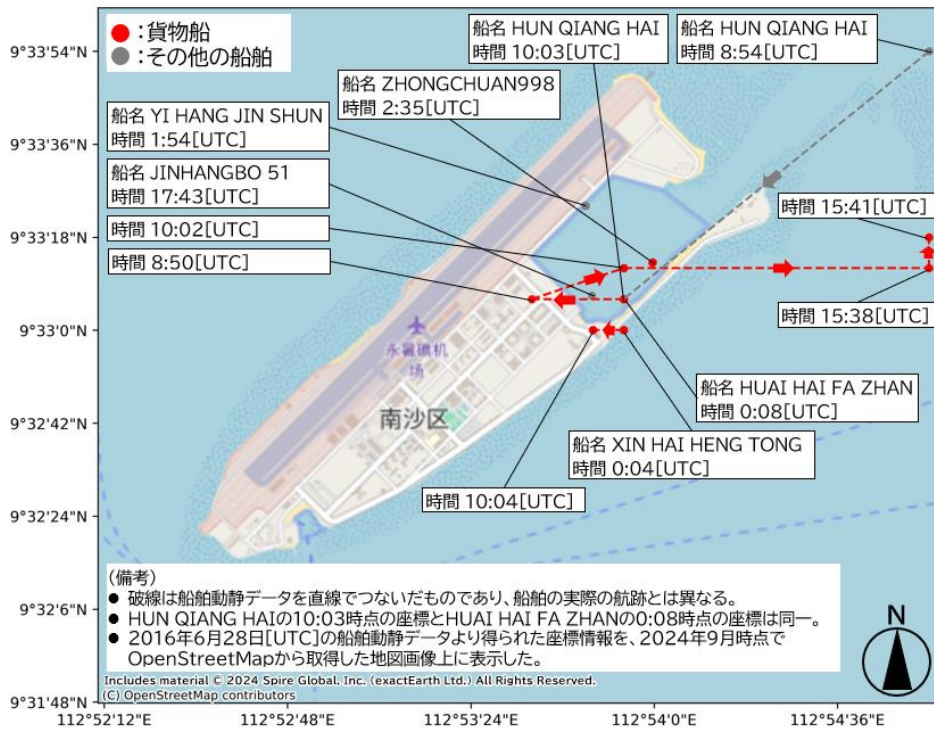 ●:貨物船
●:その他の船舶
船名 HUN QIANG HAI
時間 10:03[UTC]
船名 HUN QIANG HAI
時間 8:54[UTC]
船名 ZHONGCHUAN998
時間 2:35[UTC]
船名 YI HANG JIN SHUN
時間 1:54[UTC]
船名 JINHANGBO 51
時間 17:43[UTC]
時間 10:02[UTC]
時間 8:50[UTC]
時間 15:41[UTC]
時間 15:38[UTC]
船名 HUAI HAI FA ZHAN
時間 0:08[UTC]
船名 XIN HAI HENG TONG
時間 0:04[UTC]
時間 10:04[UTC]
永暑礁机
场
南沙区
9°33'54"N
9°33'36"N
9°33'18"N
9°33'0"N
9°32'42"N
9°32'24"N
9°32'6"N
9°31'48"N
(備考)
● 破線は船舶動静データを直線でつないだものであり、船舶の実際の航跡とは異なる。
● HUN QIANG HAIの10:03時点の座標とHUAI HAI FA ZHANの0:08時点の座標は同一。
● 2016年6月28日[UTC]の船舶動静データより得られた座標情報を、2024年9月時点で
OpenStreetMapから取得した地図画像上に表示した。
Includes material © 2024 Spire Global, Inc. (exactEarth Ltd.) All Rights Reserved.
(C) OpenStreetMap contributors
N
112°52'12"E
112°52'48"E
112°53'24"E
112°54'0"E
112°54'36"E